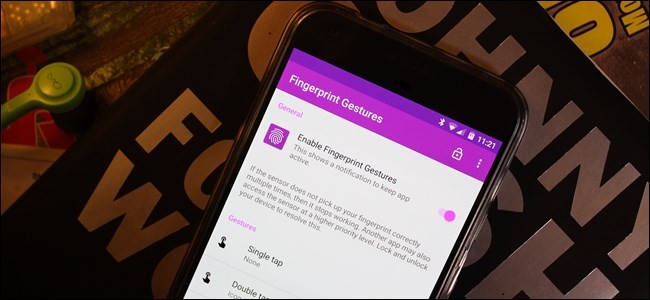 11:21
Fingerprint Gestures
General
Enable Fingerprint Gestures
This shows a notification to keep app
active.
If the sensor does not pick up your fingerprint correctly
multiple times, then it stops working. Another app may also
access the sensor at a higher priority level. Lock and unlock
your device to resolve this.
Gestures
Single tap
None
Double ta